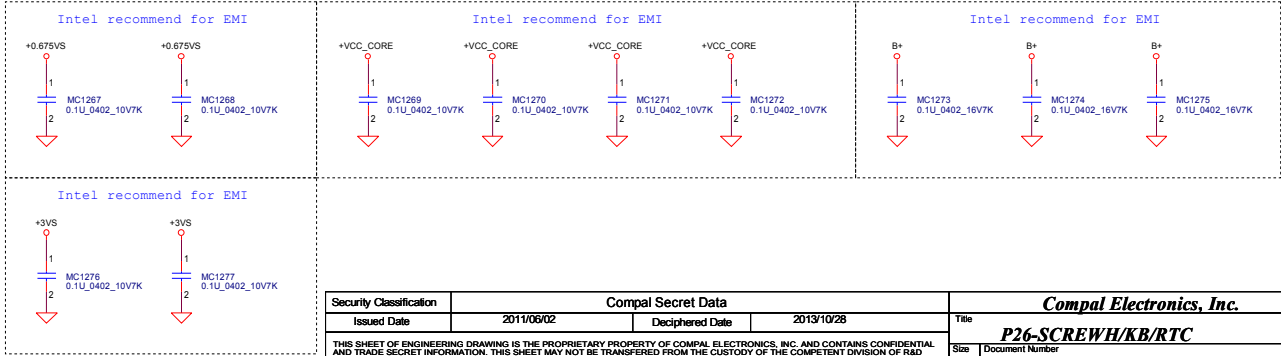 Intel recommend for EMI
+0.675VS +0.675VS
1 1
MC1267 MC1268
0.1U_0402_10V7K 0.1U_0402_10V7K
2 2
Intel recommend for EMI
+VCC_CORE +VCC_CORE +VCC_CORE +VCC_CORE
1 1 1 1
MC1269 MC1270 MC1271 MC1272
0.1U_0402_10V7K 0.1U_0402_10V7K 0.1U_0402_10V7K 0.1U_0402_10V7K
2 2 2 2
Intel recommend for EMI
B+ B+ B+
1 1 1
MC1273 MC1274 MC1275
0.1U_0402_16V7K 0.1U_0402_16V7K 0.1U_0402_16V7K
2 2 2
Intel recommend for EMI
+3VS +3VS
1 1
MC1276 MC1277
0.1U_0402_10V7K 0.1U_0402_10V7K
2 2
Security Classification Compal Secret Data
Issued Date 2011/06/02 Deciphered Date 2013/10/28
THIS SHEET OF ENGINEERING DRAWING IS THE PROPRIETARY PROPERTY OF COMPAL ELECTRONICS, INC. AND CONTAINS CONFIDENTIAL
AND TRADE SECRET INFORMATION. THIS SHEET MAY NOT BE TRANSFERED FROM THE CUSTODY OF THE COMPETENT DIVISION OF R&D
Compal Electronics, Inc.
Title
P26-SCREWH/KB/RTC
Size Document Number